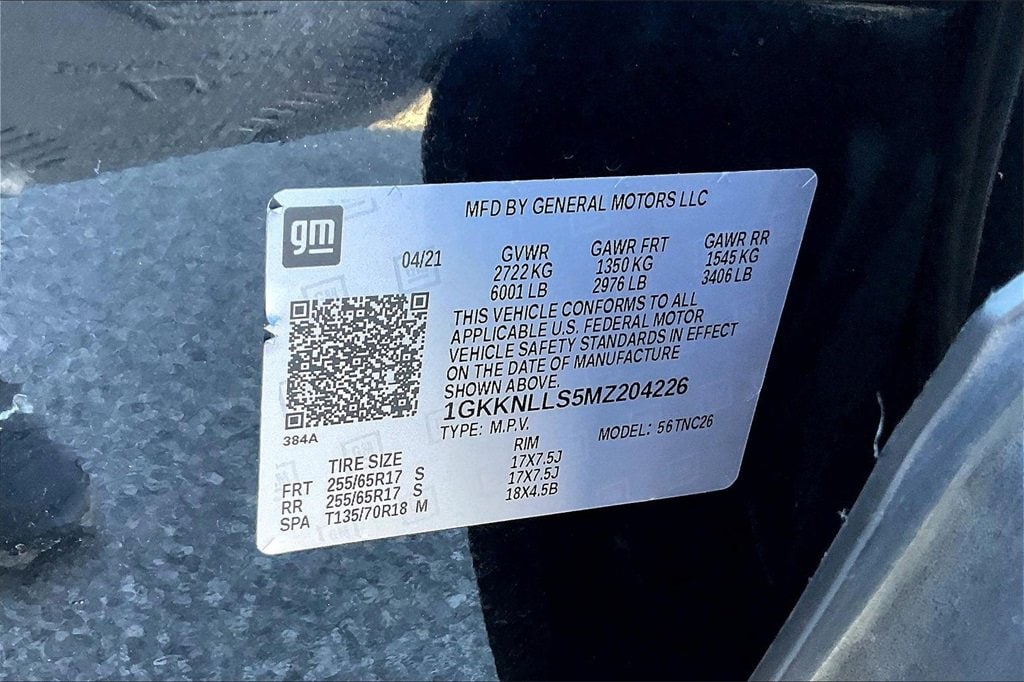 gm
MFD BY GENERAL MOTORS LLC
04/21
GVWR
2722 KG
6001 LB
GAWR FRT
1350 KG
2976 LB
GAWR RR
1545 KG
3406 LB
THIS VEHICLE CONFORMS TO ALL
APPLICABLE U.S. FEDERAL MOTOR
VEHICLE SAFETY STANDARDS IN EFFECT
ON THE DATE OF MANUFACTURE
SHOWN ABOVE.
1GKKNLLS5MZ204226
TYPE: M.P.V. MODEL: 56TNC26
384A
TIRE SIZE RIM
FRT 255/65R17 S 17X7.5J
RR 255/65R17 S 17X7.5J
SPA T135/70R18 M 18X4.5B